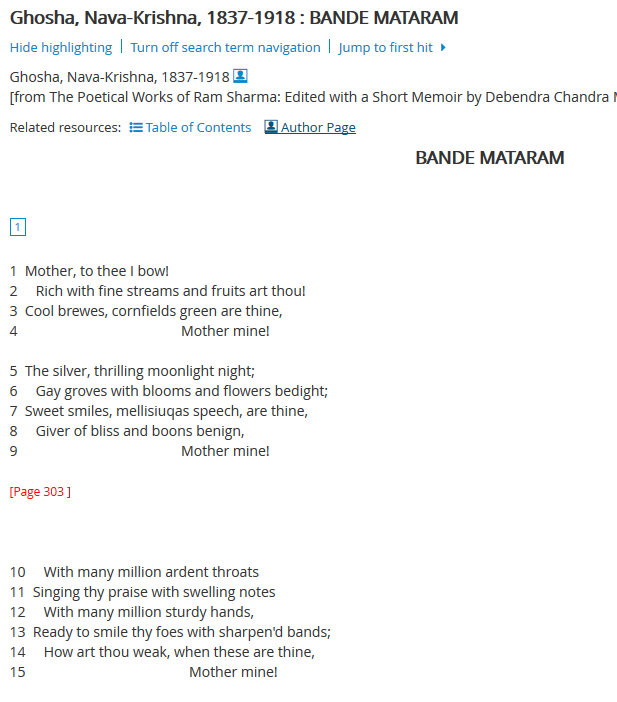 Ghosha, Nava-Krishna, 1837-1918 : BANDE MATARAM
Hide highlighting | Turn off search term navigation | Jump to first hit
Ghosha, Nava-Krishna, 1837-1918
[from The Poetical Works of Ram Sharma: Edited with a Short Memoir by Debendra Chandra
Related resources: Table of Contents Author Page
BANDE MATARAM
1
1 Mother, to thee I bow!
2 Rich with fine streams and fruits art thou!
3 Cool brewes, cornfields green are thine,
4 Mother mine!
5 The silver, thrilling moonlight night;
6 Gay groves with blooms and flowers bedight;
7 Sweet smiles, mellisiuqas speech, are thine,
8 Giver of bliss and boons benign,
9 Mother mine!
[Page 303 ]
10 With many million ardent throats
11 Singing thy praise with swelling notes
12 With many million sturdy hands,
13 Ready to smile thy foes with sharpen'd bands;
14 How art thou weak, when these are thine,
15 Mother mine!